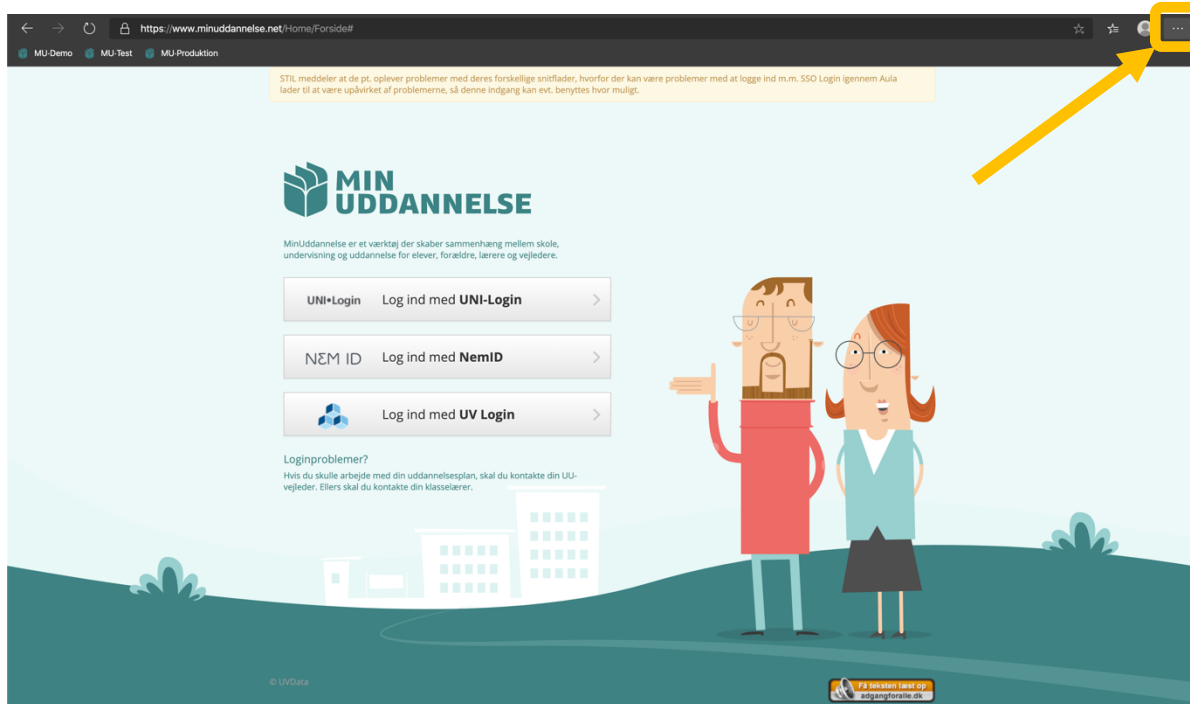 https://www.minuddannelse.net/Home/Forside#
MU-Demo MU-Test MU-Produktion
STIL meddeler at de pt. oplever problemer med deres forskellige snitflader, hvorfor der kan være problemer med at logge ind m.m. SSO Login igennem Aula
lader til at være upåvirket af problemerne, så denne indgang kan evt. benyttes hvor muligt.
MIN
UDDANNELSE
MinUddannelse er et værktøj der skaber sammenhæng mellem skole,
undervisning og uddannelse for elever, forældre, lærere og vejledere.
UNI•Login Log ind med UNI-Login
NEM ID Log ind med NemID
Log ind med UV Login
Loginproblemer?
Hvis du skulle arbejde med din uddannelsesplan, skal du kontakte din UU-
vejleder. Ellers skal du kontakte din klasselærer.
© UVData
Få teksten læst op
adgangforalle.dk